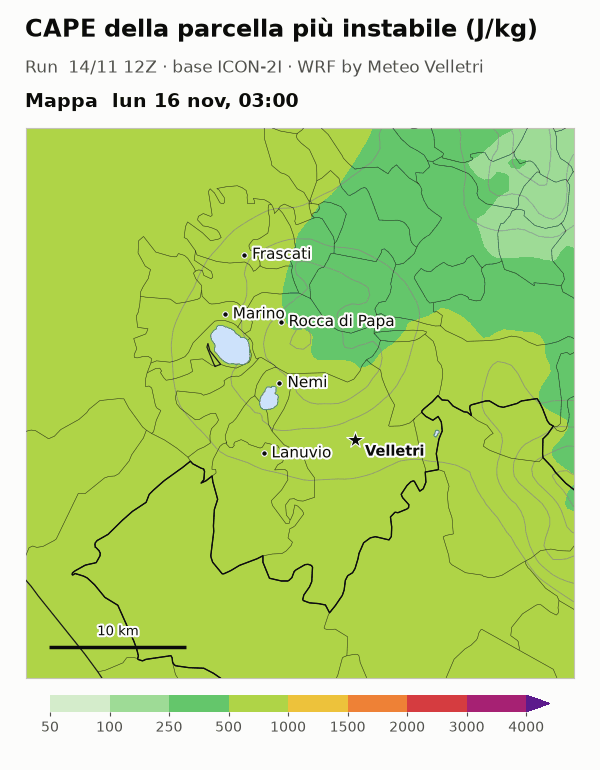 CAPE della parcella più instabile (J/kg)
Run  14/11 12Z · base ICON-2I · WRF by Meteo Velletri
Mappa  lun 16 nov, 03:00
Frascati
Marino
Rocca di Papa
Nemi
Velletri
Lanuvio
10 km
50 100 250 500 1000 1500 2000 3000 4000